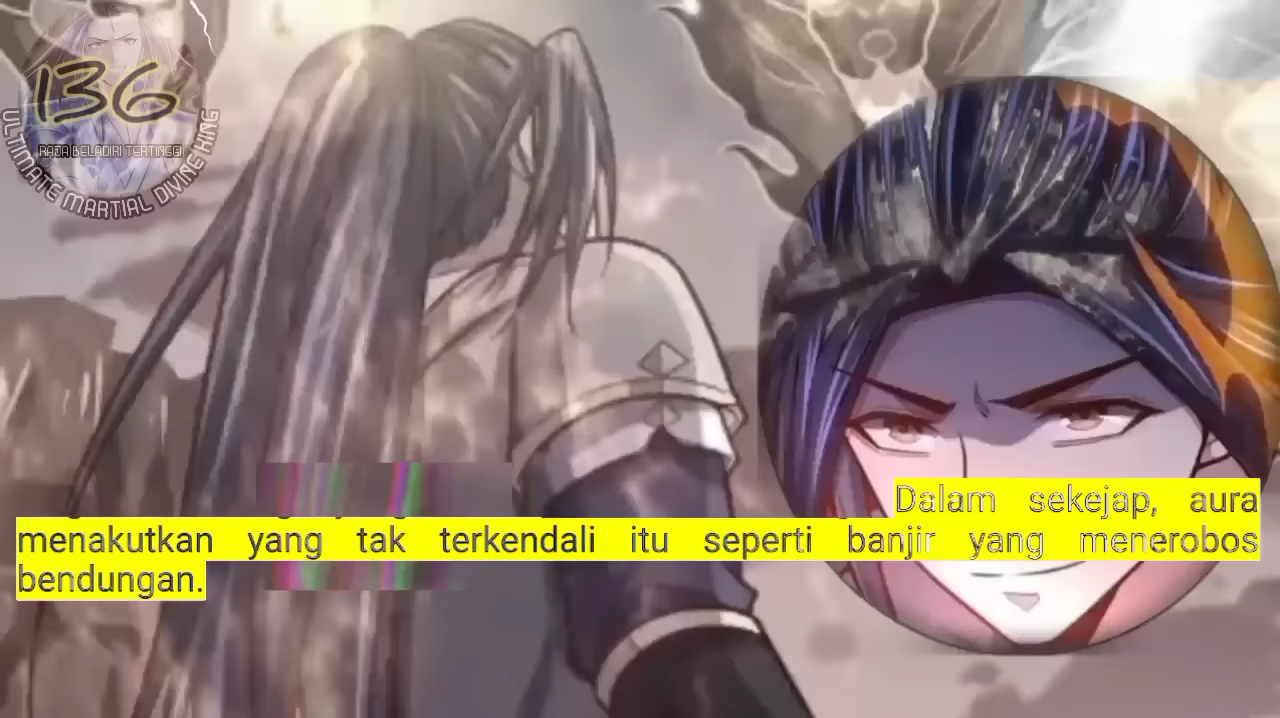 136
RAJA BELADIRI TERTINGGI
ULTIMATE MARTIAL DIVINE KING
Dalam sekejap, aura
menakutkan yang tak terkendali itu seperti banjir yang menerobos
bendungan.